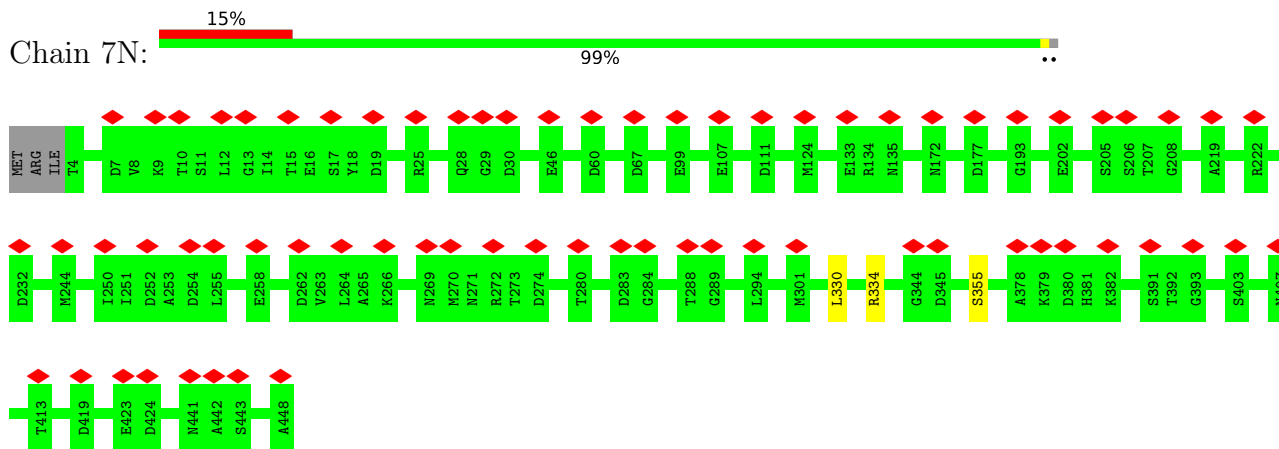 15%
Chain 7N:
99%
••
MET ARG ILE T4 D7 V8 K9 T10 S11 L12 G13 I14 T15 E16 S17 Y18 D19 R25 Q28 G29 D30 E46 D60 D67 E99 E107 D111 M124 E133 R134 N135 N172 D177 G193 E202 S205 S206 T207 G208 A219 R222
D232 M244 I250 I251 D252 A253 D254 L255 E258 D262 V263 L264 A265 K266 N269 M270 N271 R272 T273 D274 T280 D283 G284 T288 G289 L294 M301 L330 R334 S355 G344 D345 A378 K379 D380 H381 K382 S391 T392 G393 S403
T413 D419 E423 D424 N441 A442 S443 A448